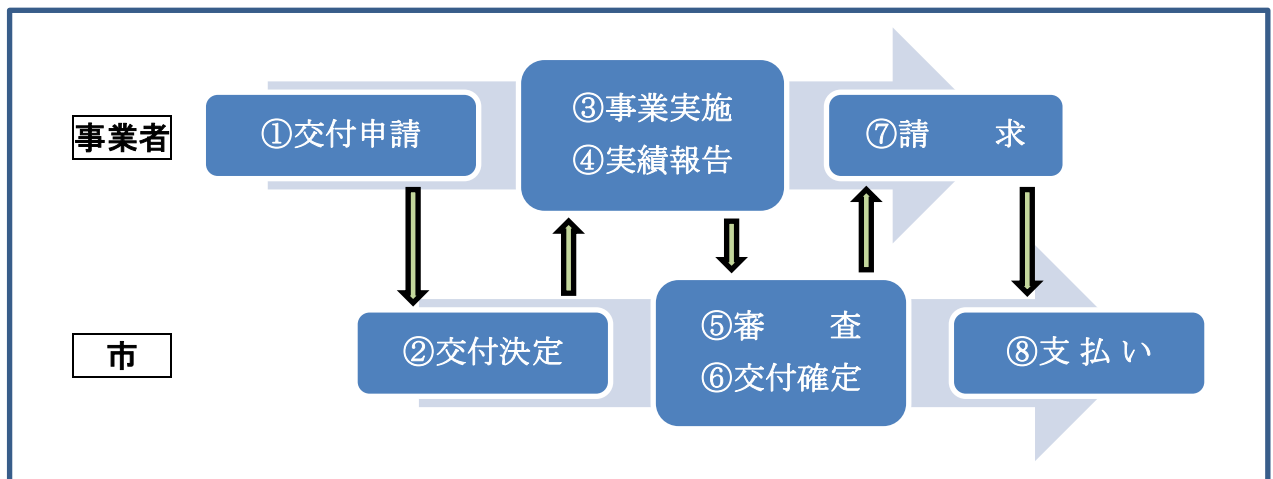 事業者
①交付申請
③事業実施
④実績報告
⑦請　　求
市
②交付決定
⑤審　　査
⑥交付確定
⑧支 払 い